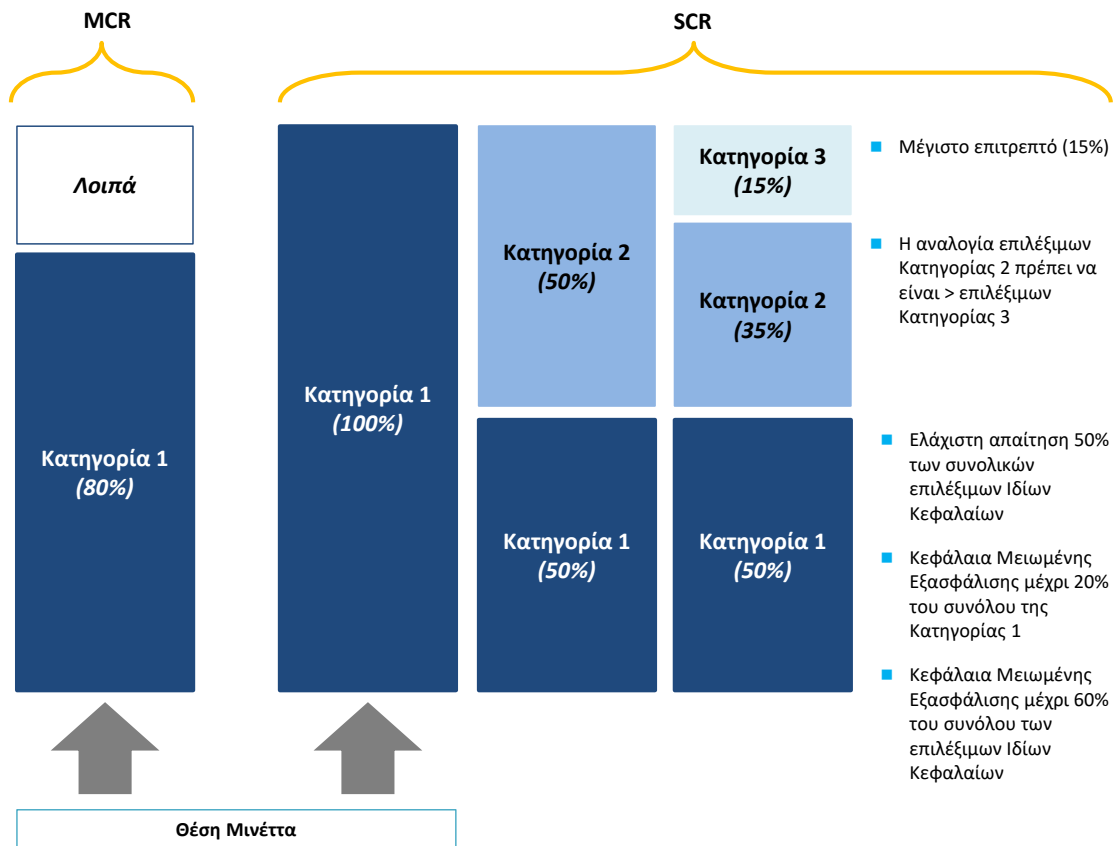 MCR
SCR
Λοιπά
Κατηγορία 1
(80%)
Κατηγορία 1
(100%)
Κατηγορία 2
(50%)
Κατηγορία 1
(50%)
Κατηγορία 3
(15%)
Κατηγορία 2
(35%)
Κατηγορία 1
(50%)
Μέγιστο επιτρεπτό (15%)
Η αναλογία επιλέξιμων
Κατηγορίας 2 πρέπει να
είναι > επιλέξιμων
Κατηγορίας 3
Ελάχιστη απαίτηση 50%
των συνολικών
επιλέξιμων Ιδίων
Κεφαλαίων
Κεφάλαια Μειωμένης
Εξασφάλισης μέχρι 20%
του συνόλου της
Κατηγορίας 1
Κεφάλαια Μειωμένης
Εξασφάλισης μέχρι 60%
του συνόλου των
επιλέξιμων Ιδίων
Κεφαλαίων
Θέση Μινέττα